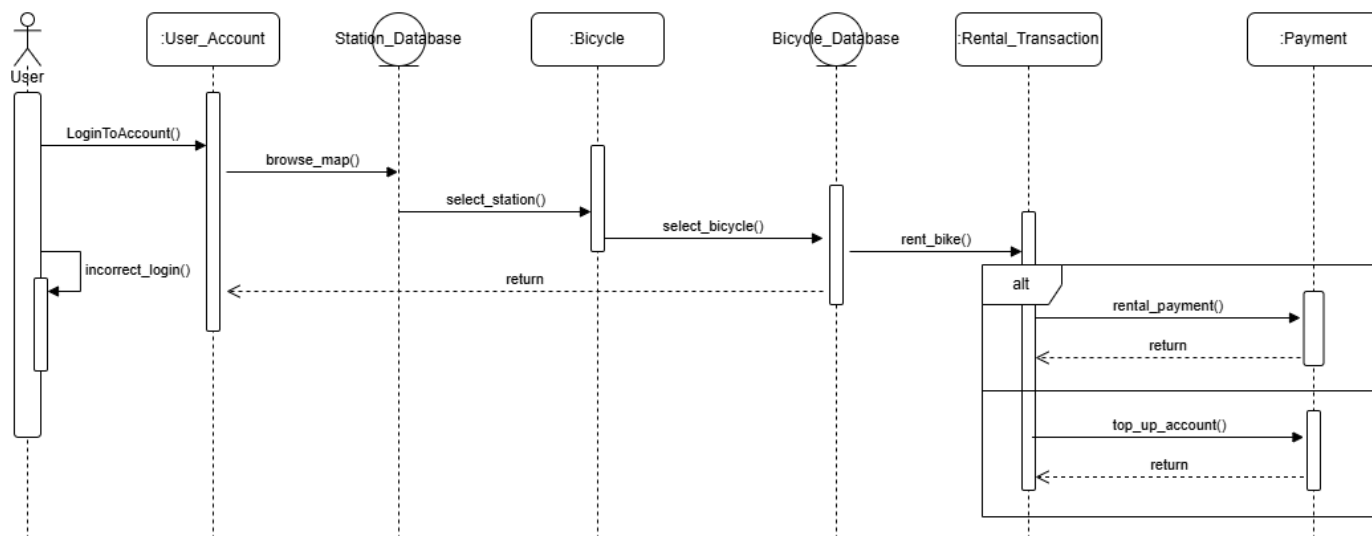 :User_Account
Station_Database
:Bicycle
Bicycle_Database
:Rental_Transaction
:Payment
User
LoginToAccount()
browse_map()
select_station()
select_bicycle()
rent_bike()
incorrect_login()
return
alt
rental_payment()
return
top_up_account()
return